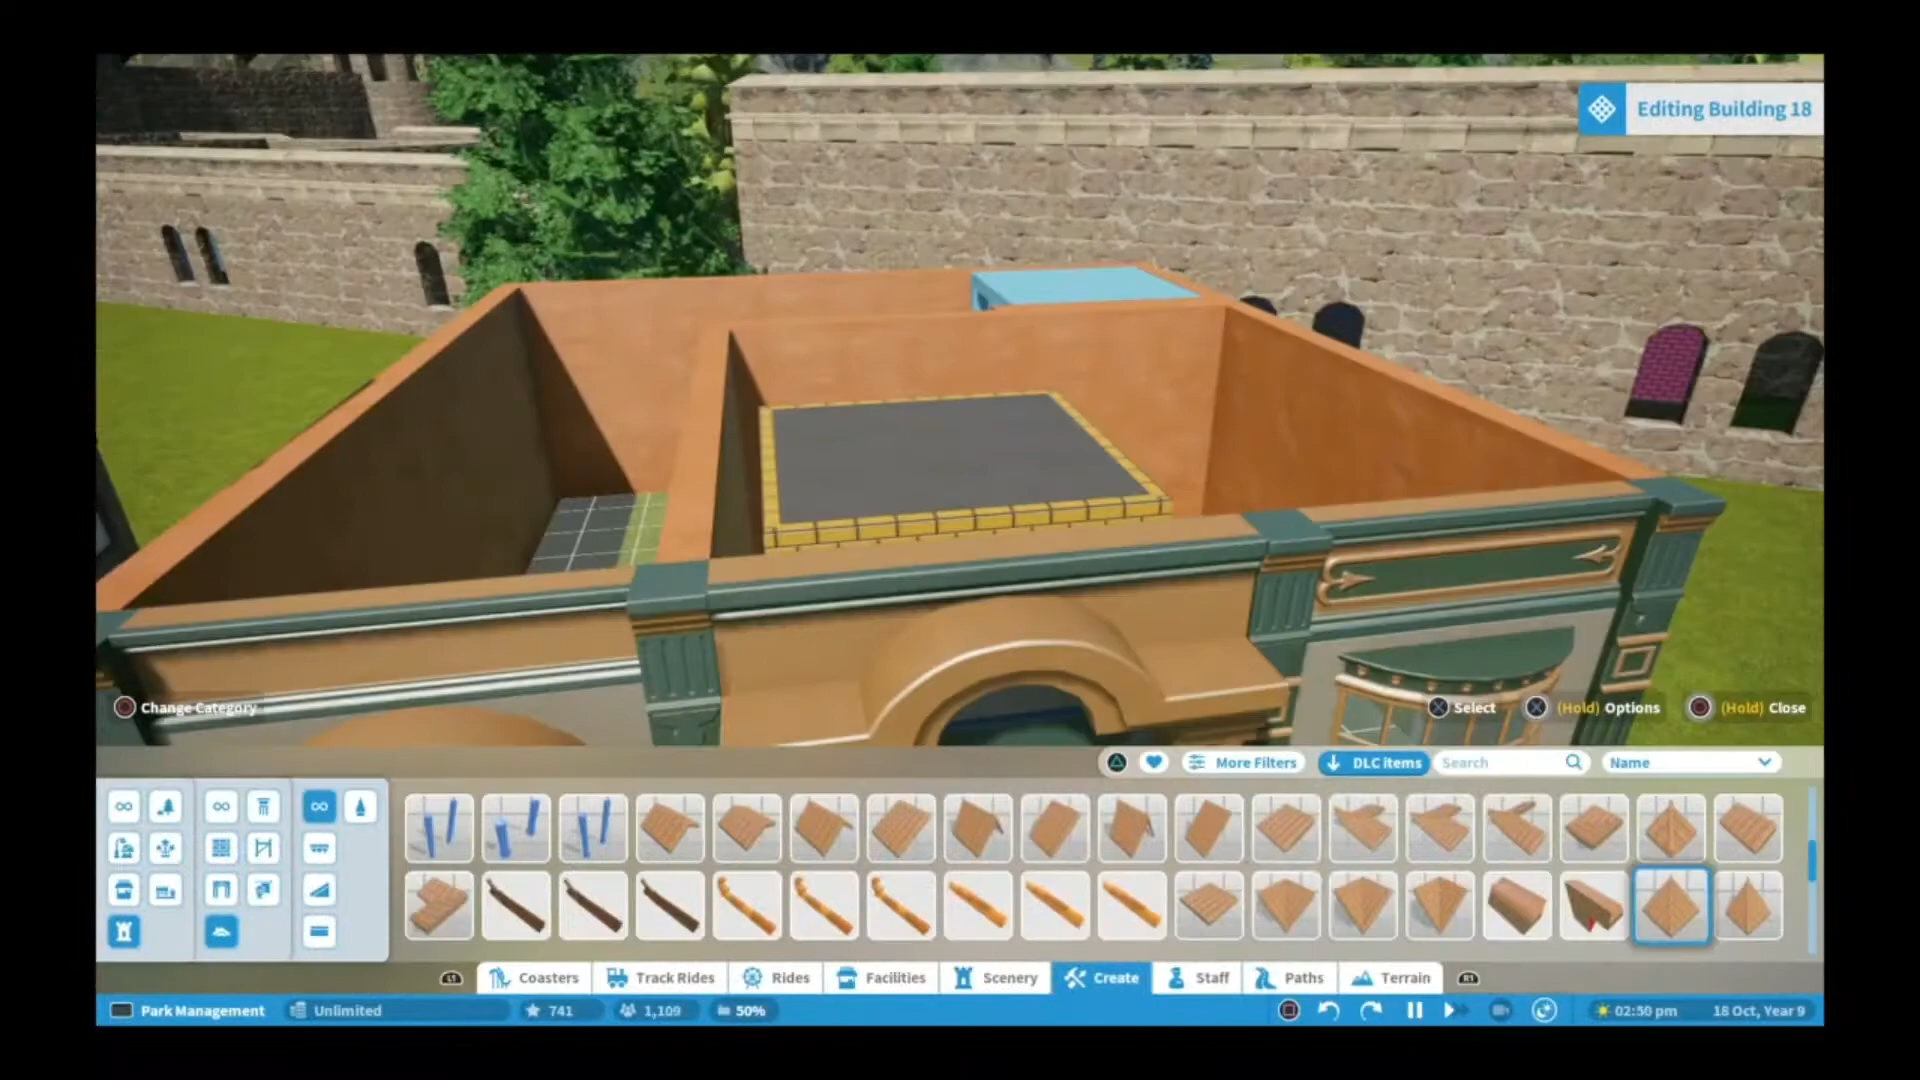 Editing Building 18
Change Category
Select
(Hold) Options
(Hold) Close
More Filters
DLC items
Search
Name
L1
Coasters
Track Rides
Rides
Facilities
Scenery
Create
Staff
Paths
Terrain
R1
Park Management
Unlimited
741
1,109
50%
02:50 pm
18 Oct, Year 9